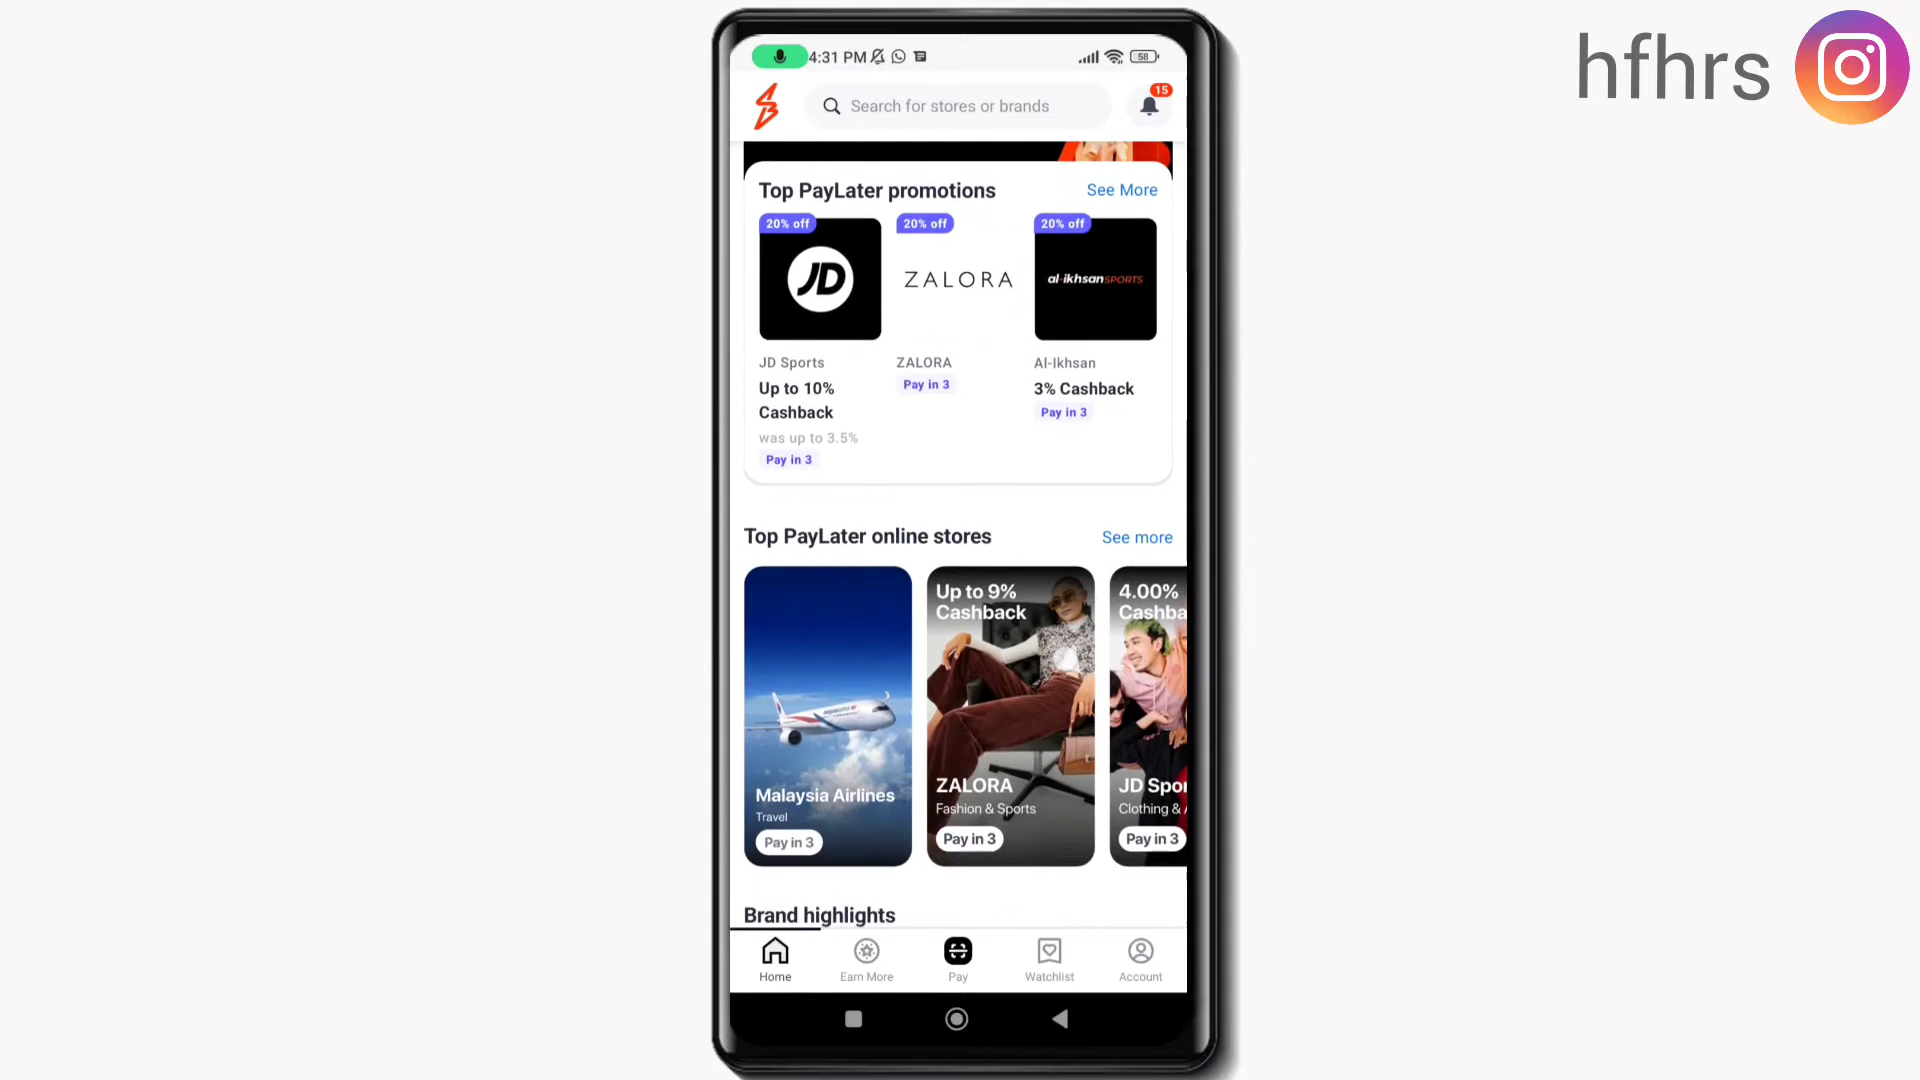 hfhrs
4:31 PM
58
Search for stores or brands
15
Top PayLater promotions
See More
20% off
20% off
20% off
JD
ZALORA
al-ikhsanSPORTS
JD Sports
ZALORA
Al-Ikhsan
Up to 10%
Cashback
Pay in 3
3% Cashback
Pay in 3
was up to 3.5%
Pay in 3
Top PayLater online stores
See more
Up to 9%
Cashback
4.00%
Cashba
Malaysia Airlines
Travel
Pay in 3
ZALORA
Fashion & Sports
Pay in 3
JD Spor
Clothing &
Pay in 3
Brand highlights
Home
Earn More
Pay
Watchlist
Account